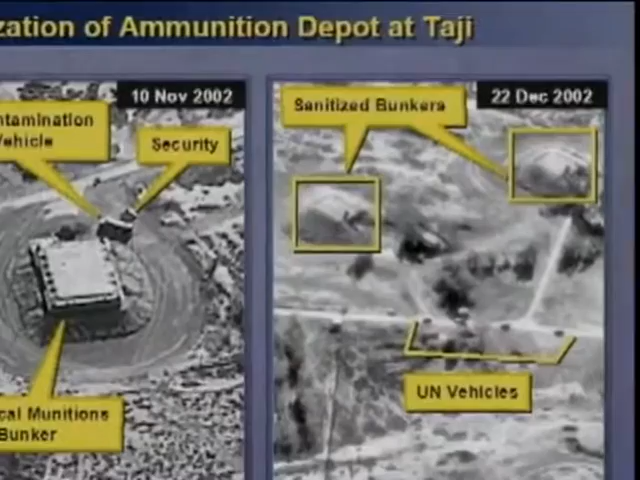 zation of Ammunition Depot at Taji
10 Nov 2002
ntamination
ehicle
Security
cal Munitions
Bunker
22 Dec 2002
Sanitized Bunkers
UN Vehicles